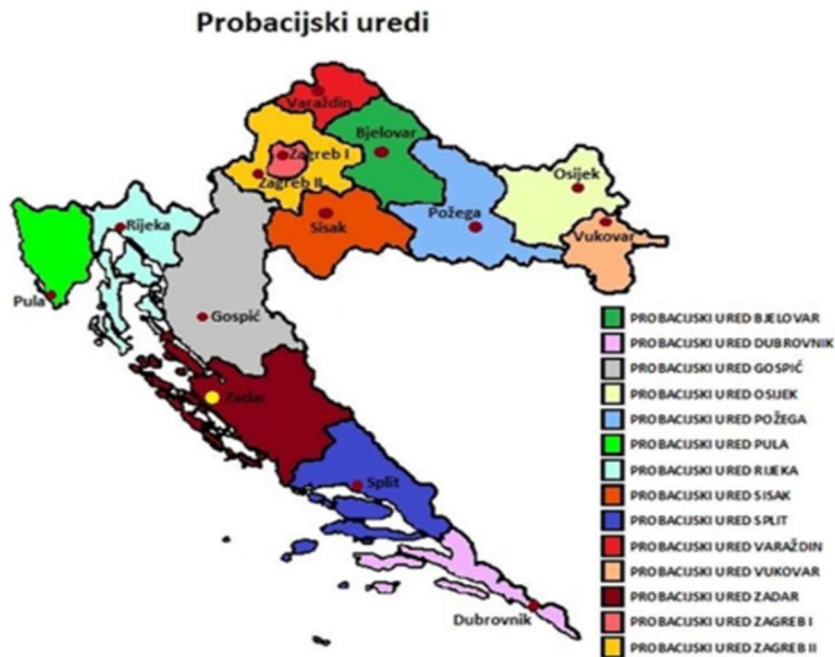 Probacijski uredi
Varaždin
Bjelovar
Zagreb I
Zagreb II
Osijek
Požega
Sisak
Rijeka
Vukovar
Pula
Gospić
Zadar
Split
Dubrovnik
PROBACIJSKI URED BJELOVAR
PROBACIJSKI URED DUBROVNIK
PROBACIJSKI URED GOSPIĆ
PROBACIJSKI URED OSIJEK
PROBACIJSKI URED POŽEGA
PROBACIJSKI URED PULA
PROBACIJSKI URED RIJEKA
PROBACIJSKI URED SISAK
PROBACIJSKI URED SPLIT
PROBACIJSKI URED VARAŽDIN
PROBACIJSKI URED VUKOVAR
PROBACIJSKI URED ZADAR
PROBACIJSKI URED ZAGREB I
PROBACIJSKI URED ZAGREB II